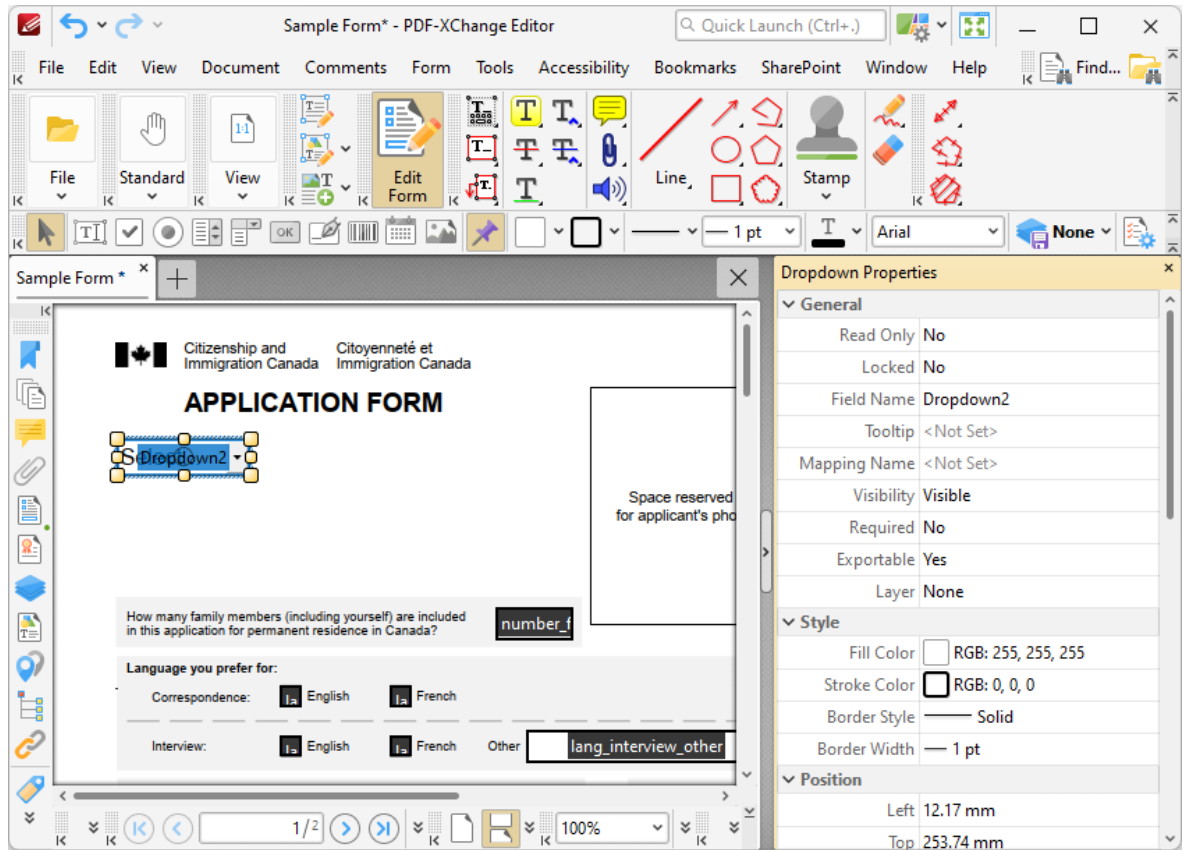 Sample Form* - PDF-XChange Editor
Quick Launch (Ctrl+.)
File Edit View Document Comments Form Tools Accessibility Bookmarks SharePoint Window Help Find...
File Standard View Edit Form Line Stamp
OK 1 pt Arial None
Sample Form *
Citizenship and Immigration Canada
Citoyenneté et Immigration Canada
APPLICATION FORM
Dropdown2
Space reserved
for applicant's pho
How many family members (including yourself) are included
in this application for permanent residence in Canada?
number_f
Language you prefer for:
Correspondence: la English la French
Interview: la English la French Other lang_interview_other
1/2 100%
Dropdown Properties
General
Read Only No
Locked No
Field Name Dropdown2
Tooltip <Not Set>
Mapping Name <Not Set>
Visibility Visible
Required No
Exportable Yes
Layer None
Style
Fill Color RGB: 255, 255, 255
Stroke Color RGB: 0, 0, 0
Border Style Solid
Border Width 1 pt
Position
Left 12.17 mm
Top 253.74 mm